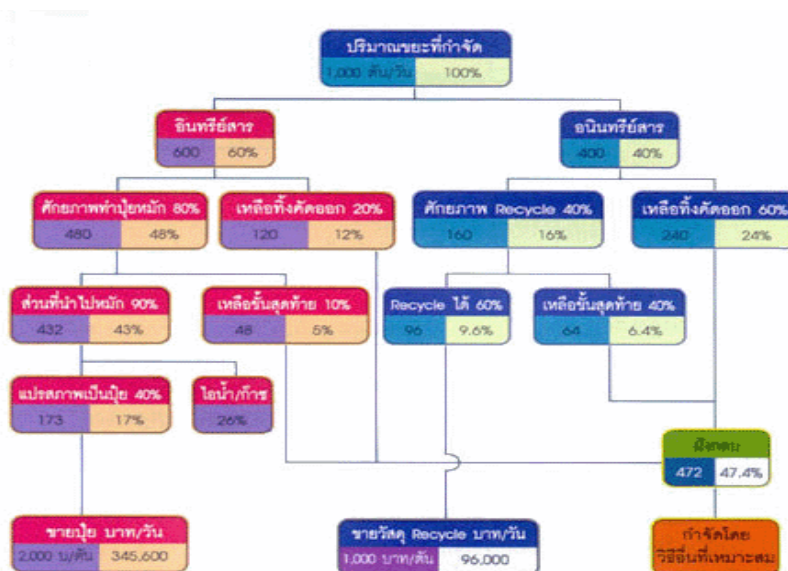 ปริมาณขยะที่กำจัด
1,000 ตัน/วัน 100%
อินทรีย์สาร
600 60%
อนินทรีย์สาร
400 40%
ศักยภาพทำปุ๋ยหมัก 80%
480 48%
เหลือทิ้งคัดออก 20%
120 12%
ศักยภาพ Recycle 40%
160 16%
เหลือทิ้งคัดออก 60%
240 24%
ส่วนที่นำไปหมัก 90%
432 43%
เหลือขั้นสุดท้าย 10%
48 5%
Recycle ได้ 60%
96 9.6%
เหลือขั้นสุดท้าย 40%
64 6.4%
แปรสภาพเป็นปุ๋ย 40%
173 17%
ไอน้ำ/ก๊าซ
26%
ฝังกลบ
472 47.4%
ขายปุ๋ย บาท/วัน
2,000 บ/ตัน 345,600
ขายวัสดุ Recycle บาท/วัน
1,000 บาท/ตัน 96,000
กำจัดโดย
วิธีอื่นที่เหมาะสม